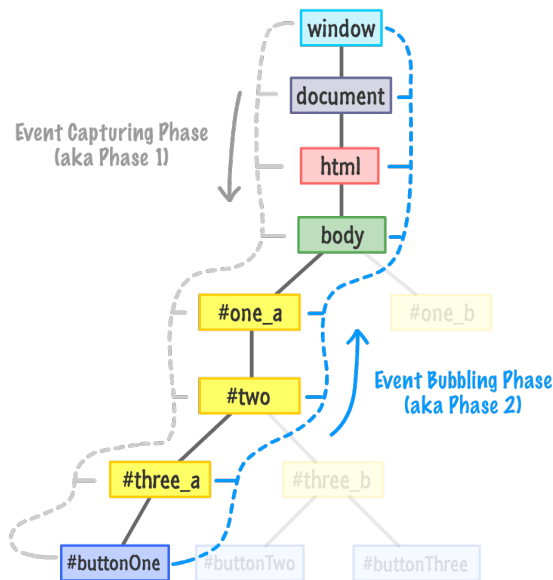 window
document
Event Capturing Phase
(aka Phase 1)
html
body
#one_a
#one_b
#two
Event Bubbling Phase
(aka Phase 2)
#three_a
#three_b
#buttonOne
#buttonTwo
#buttonThree